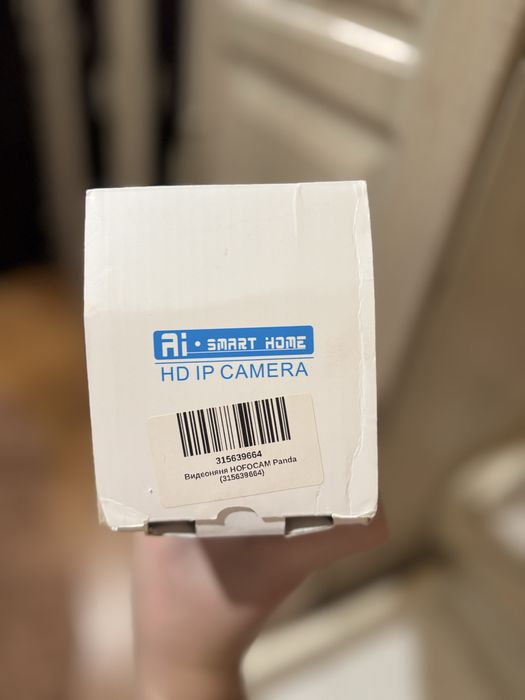 Ai • SMART HOME
HD IP CAMERA
315639664
Видеоняня HOFOCAM Panda
(315639664)